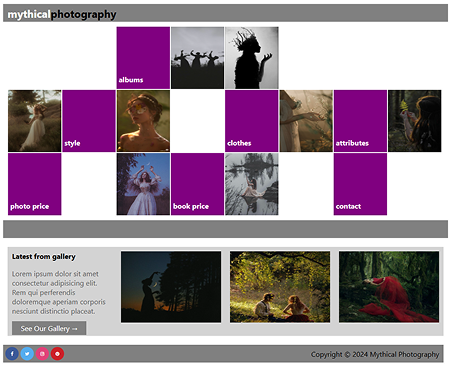 mythicalphotography
albums
style
clothes
attributes
photo price
book price
contact
Latest from gallery
Lorem ipsum dolor sit amet
consectetur adipisicing elit.
Rem qui perferendis
doloremque aperiam corporis
nesciunt distinctio placeat.
See Our Gallery →
Copyright © 2024 Mythical Photography